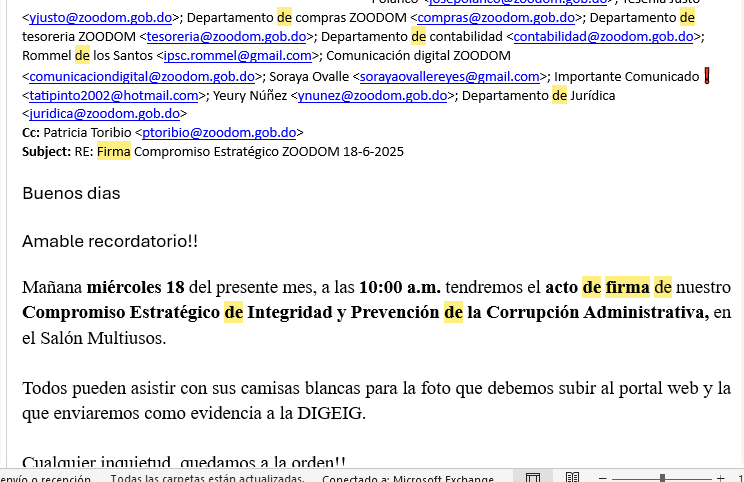 Polanco <josepolanco@zoodom.gob.do>; Yesenia Justo
<yjusto@zoodom.gob.do>; Departamento de compras ZOODOM <compras@zoodom.gob.do>; Departamento de
tesoreria ZOODOM <tesoreria@zoodom.gob.do>; Departamento de contabilidad <contabilidad@zoodom.gob.do>;
Rommel de los Santos <ipsc.rommel@gmail.com>; Comunicación digital ZOODOM
<comunicaciondigital@zoodom.gob.do>; Soraya Ovalle <sorayaovallereyes@gmail.com>; Importante Comunicado❗
<tatipinto2002@hotmail.com>; Yeury Núñez <ynunez@zoodom.gob.do>; Departamento de Jurídica
<juridica@zoodom.gob.do>
Cc: Patricia Toribio <ptoribio@zoodom.gob.do>
Subject: RE: Firma Compromiso Estratégico ZOODOM 18-6-2025
Buenos dias
Amable recordatorio!!
Mañana miércoles 18 del presente mes, a las 10:00 a.m. tendremos el acto de firma de nuestro
Compromiso Estratégico de Integridad y Prevención de la Corrupción Administrativa, en
el Salón Multiusos.
Todos pueden asistir con sus camisas blancas para la foto que debemos subir al portal web y la
que enviaremos como evidencia a la DIGEIG.
Cualquier inquietud, quedamos a la orden!!
envío o recepción. Todas las carpetas están actualizadas. Conectado a: Microsoft Exchange